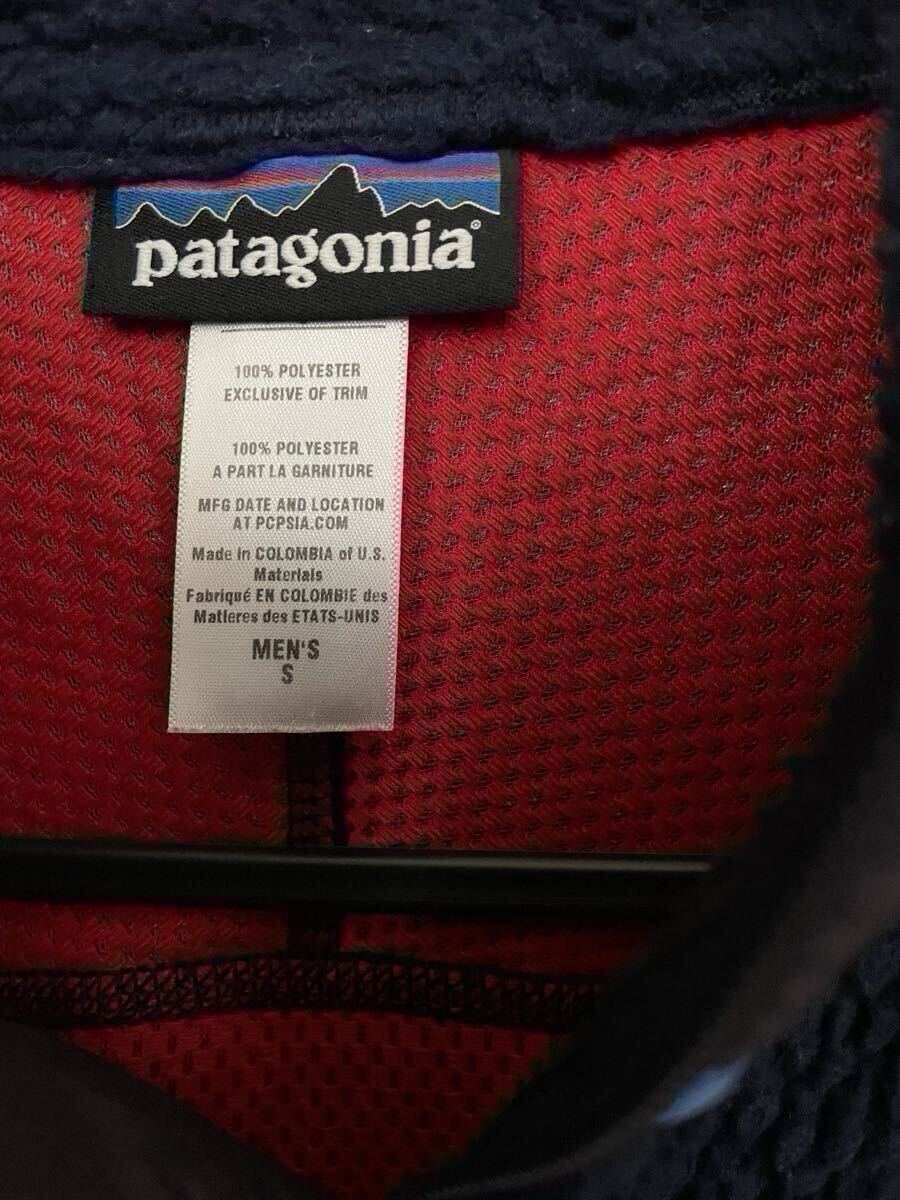 patagonia®
100% POLYESTER
EXCLUSIVE OF TRIM
100% POLYESTER
A PART LA GARNITURE
MFG DATE AND LOCATION
AT PCPSIA.COM
Made in COLOMBIA of U.S.
Materials
Fabriqué EN COLOMBIE des
Matieres des ETATS-UNIS
MEN'S
S